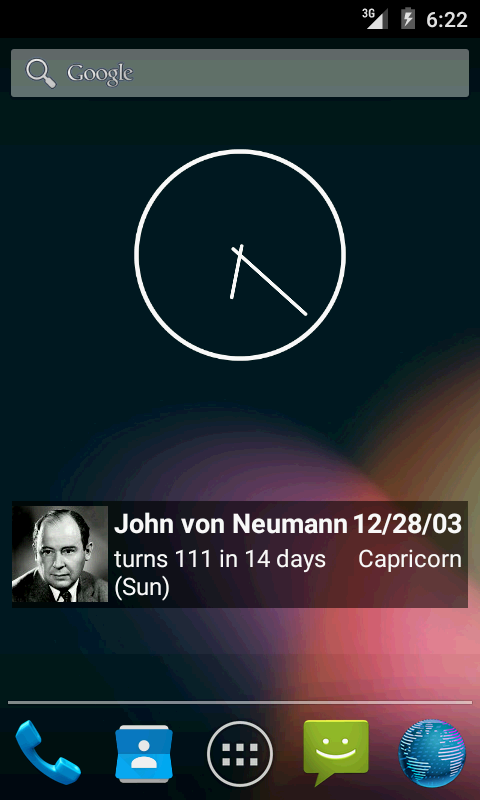 3G 6:22
Google
John von Neumann 12/28/03
turns 111 in 14 days Capricorn
(Sun)